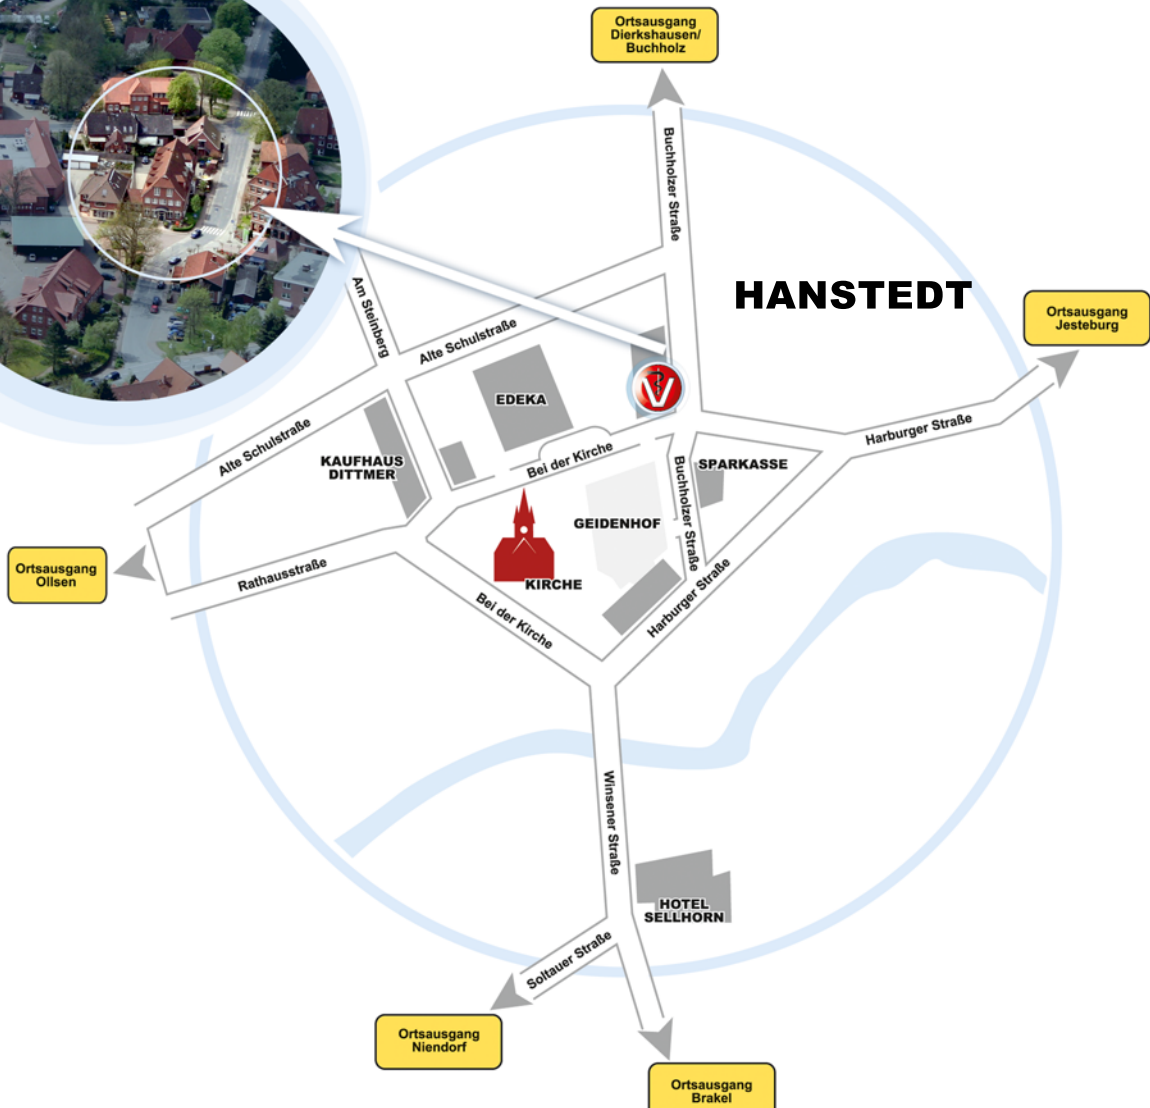 Ortsausgang
Dierkshausen/
Buchholz
Buchholzer Straße
HANSTEDT
Ortsausgang
Jesteburg
Am Steinberg
Alte Schulstraße
EDEKA
V
Harburger Straße
Alte Schulstraße
KAUFHAUS
DITTMER
Bei der Kirche
Buchholzer Straße
SPARKASSE
GEIDENHOF
Ortsausgang
Ollsen
Rathausstraße
KIRCHE
Bei der Kirche
Harburger Straße
Winsener Straße
HOTEL
SELLHORN
Soltauer Straße
Ortsausgang
Niendorf
Ortsausgang
Brakel